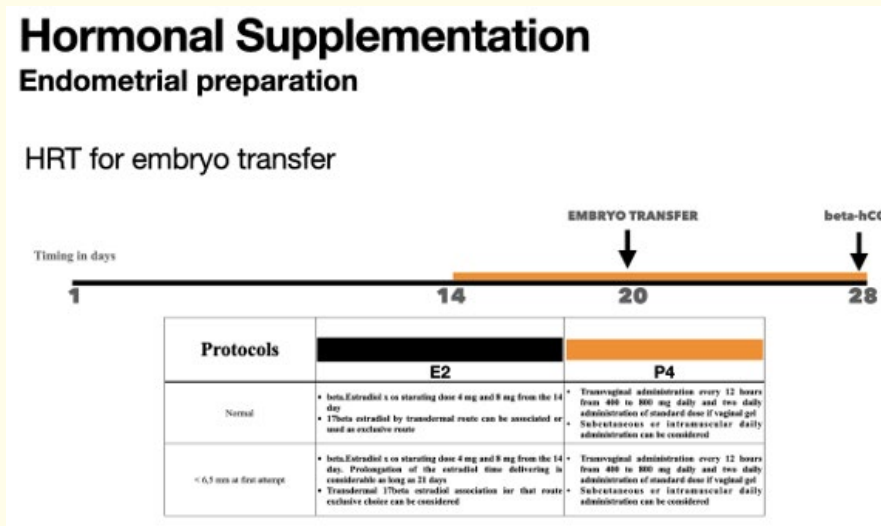 Hormonal Supplementation
Endometrial preparation
HRT for embryo transfer
EMBRYO TRANSFER
beta-hCG
Timing in days
1
14
20
28
Protocols
E2
P4
Normal
• beta.Estradiol x os starating dose 4 mg and 8 mg from the 14
day
• 17beta estradiol by transdermal route can be associated or
used as exclusive route
• Transvaginal administration every 12 hours
from 400 to 800 mg daily and two daily
administration of standard dose if vaginal gel
• Subcutaneous or intramuscular daily
administration can be considered
< 6,5 mm at first attempt
• beta.Estradiol x os starating dose 4 mg and 8 mg from the 14
day. Prolongation of the estradiol time delivering is
considerable as long as 21 days
• Transdermal 17beta estradiol association ior that route
exclusive choice can be considered
• Transvaginal administration every 12 hours
from 400 to 800 mg daily and two daily
administration of standard dose if vaginal gel
• Subcutaneous or intramuscular daily
administration can be considered